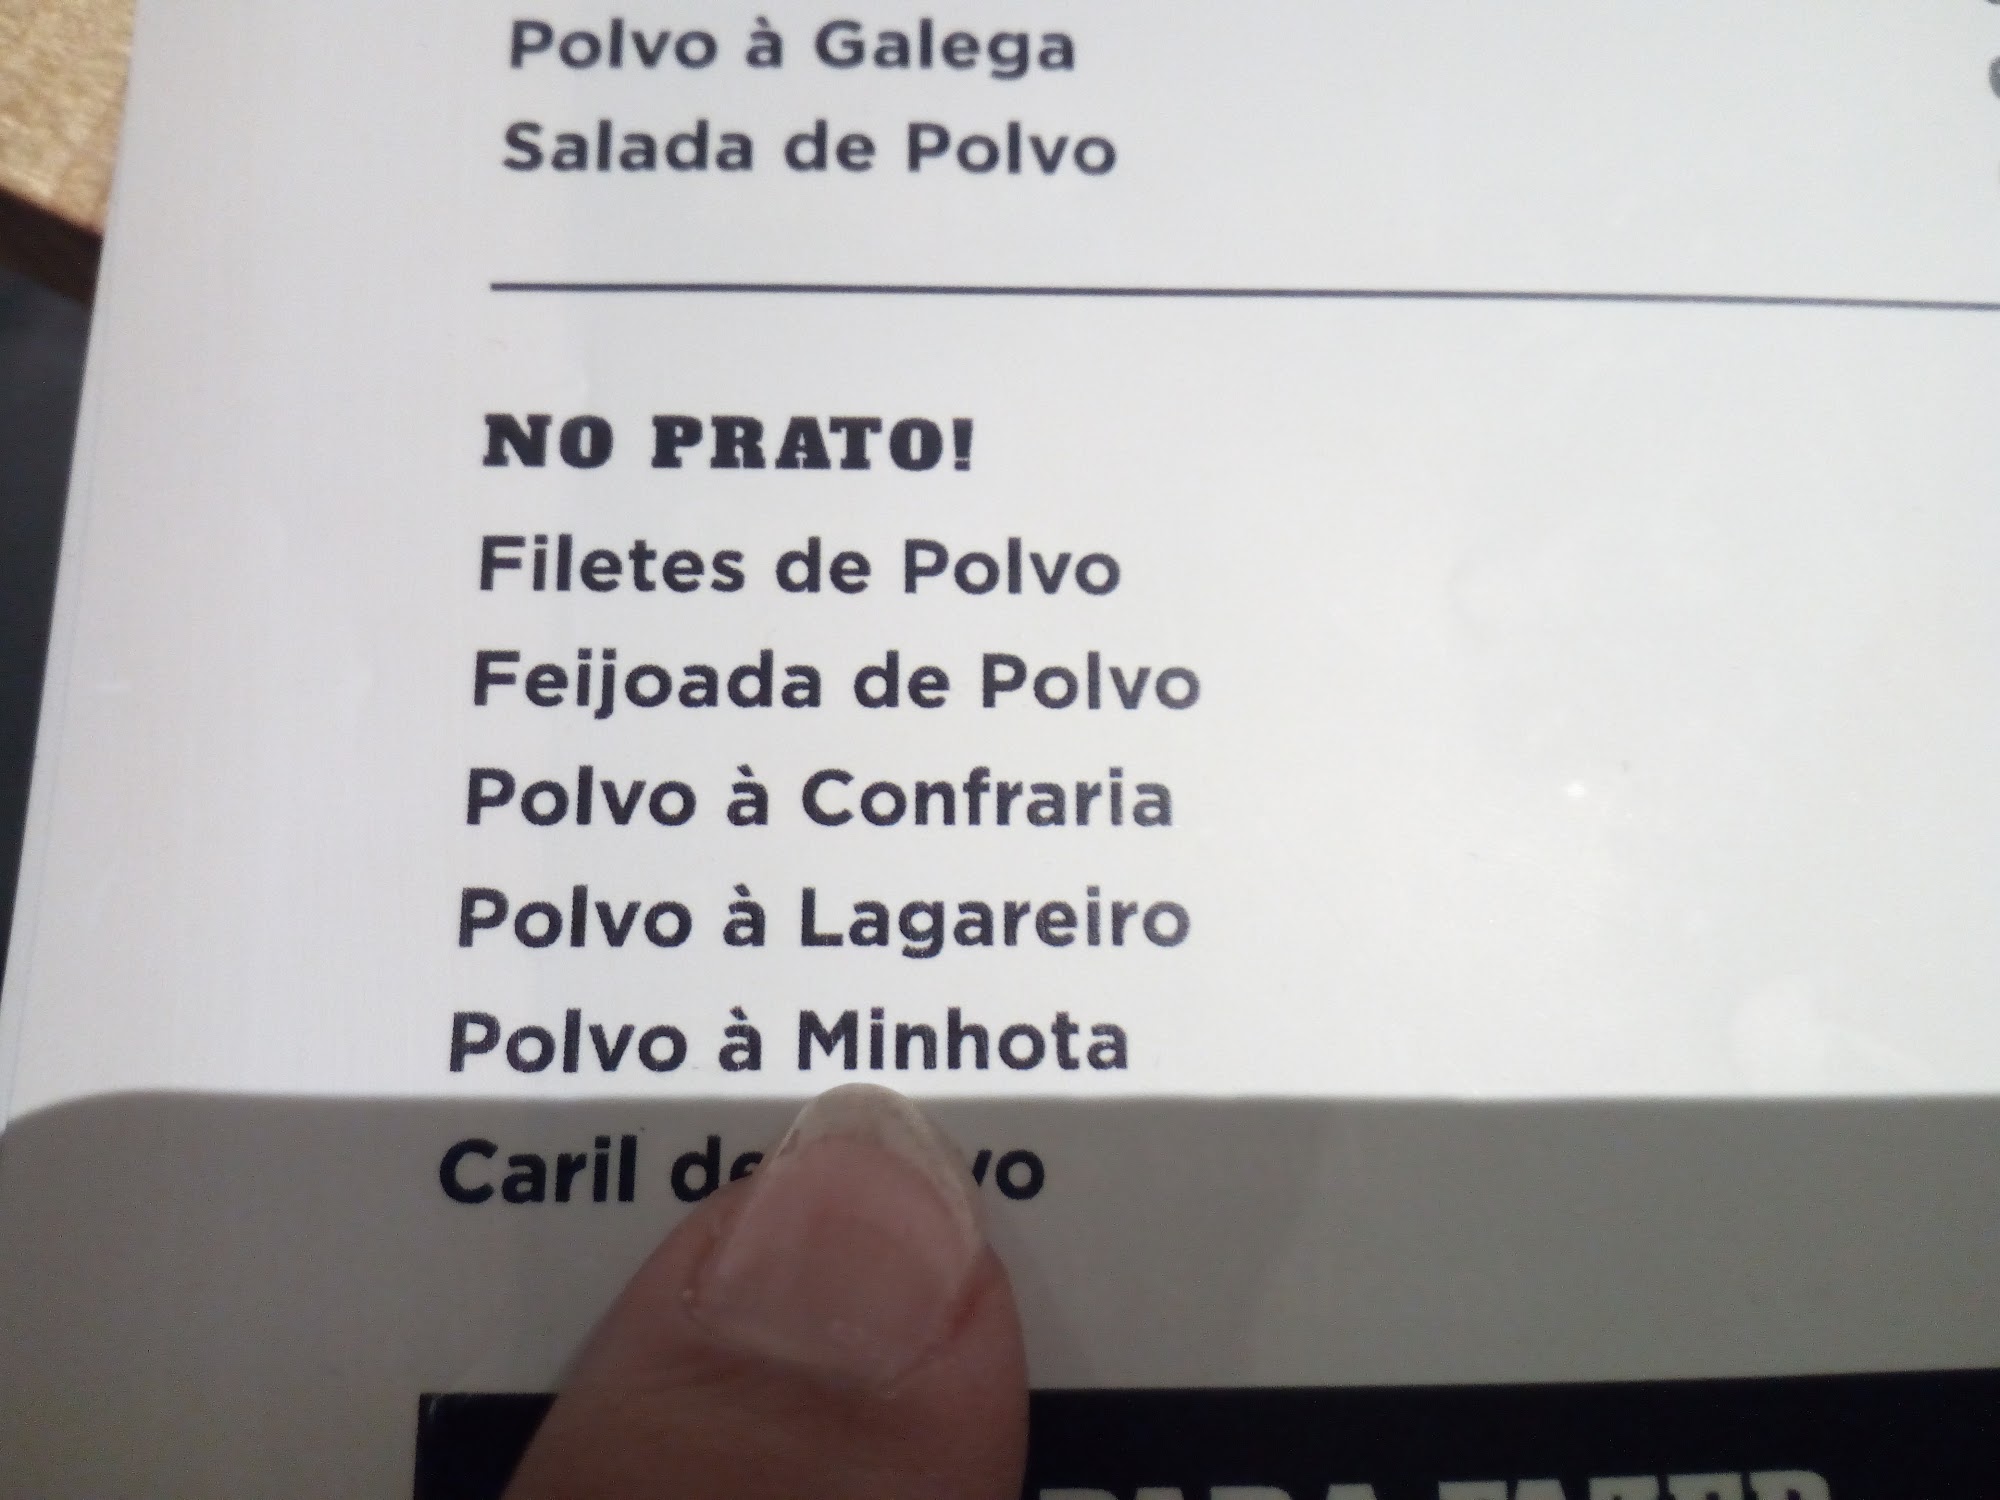 Polvo à Galega
Salada de Polvo
NO PRATO!
Filetes de Polvo
Feijoada de Polvo
Polvo à Confraria
Polvo à Lagareiro
Polvo à Minhota
Caril de